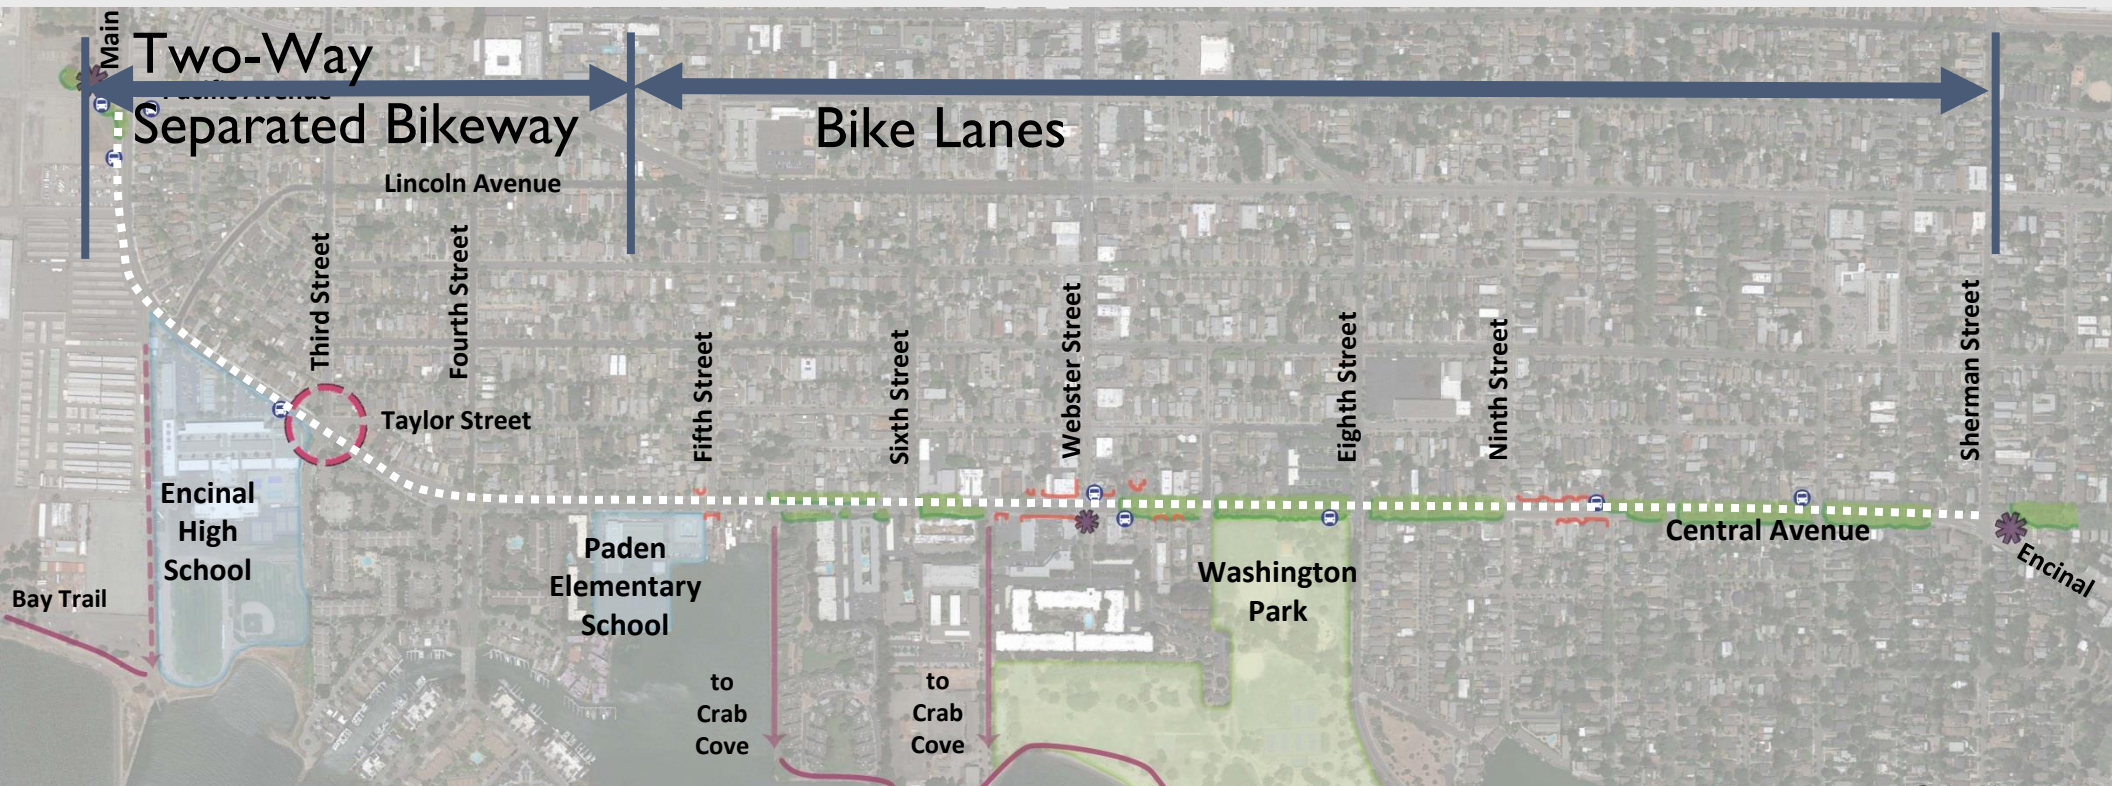 Main
Two-Way
Pacific Avenue
Separated Bikeway
Bike Lanes
Lincoln Avenue
Third Street
Fourth Street
Taylor Street
Fifth Street
Sixth Street
Webster Street
Eighth Street
Ninth Street
Sherman Street
Encinal
High
School
Paden
Elementary
School
Washington
Park
Central Avenue
Encinal
Bay Trail
to
Crab
Cove
to
Crab
Cove